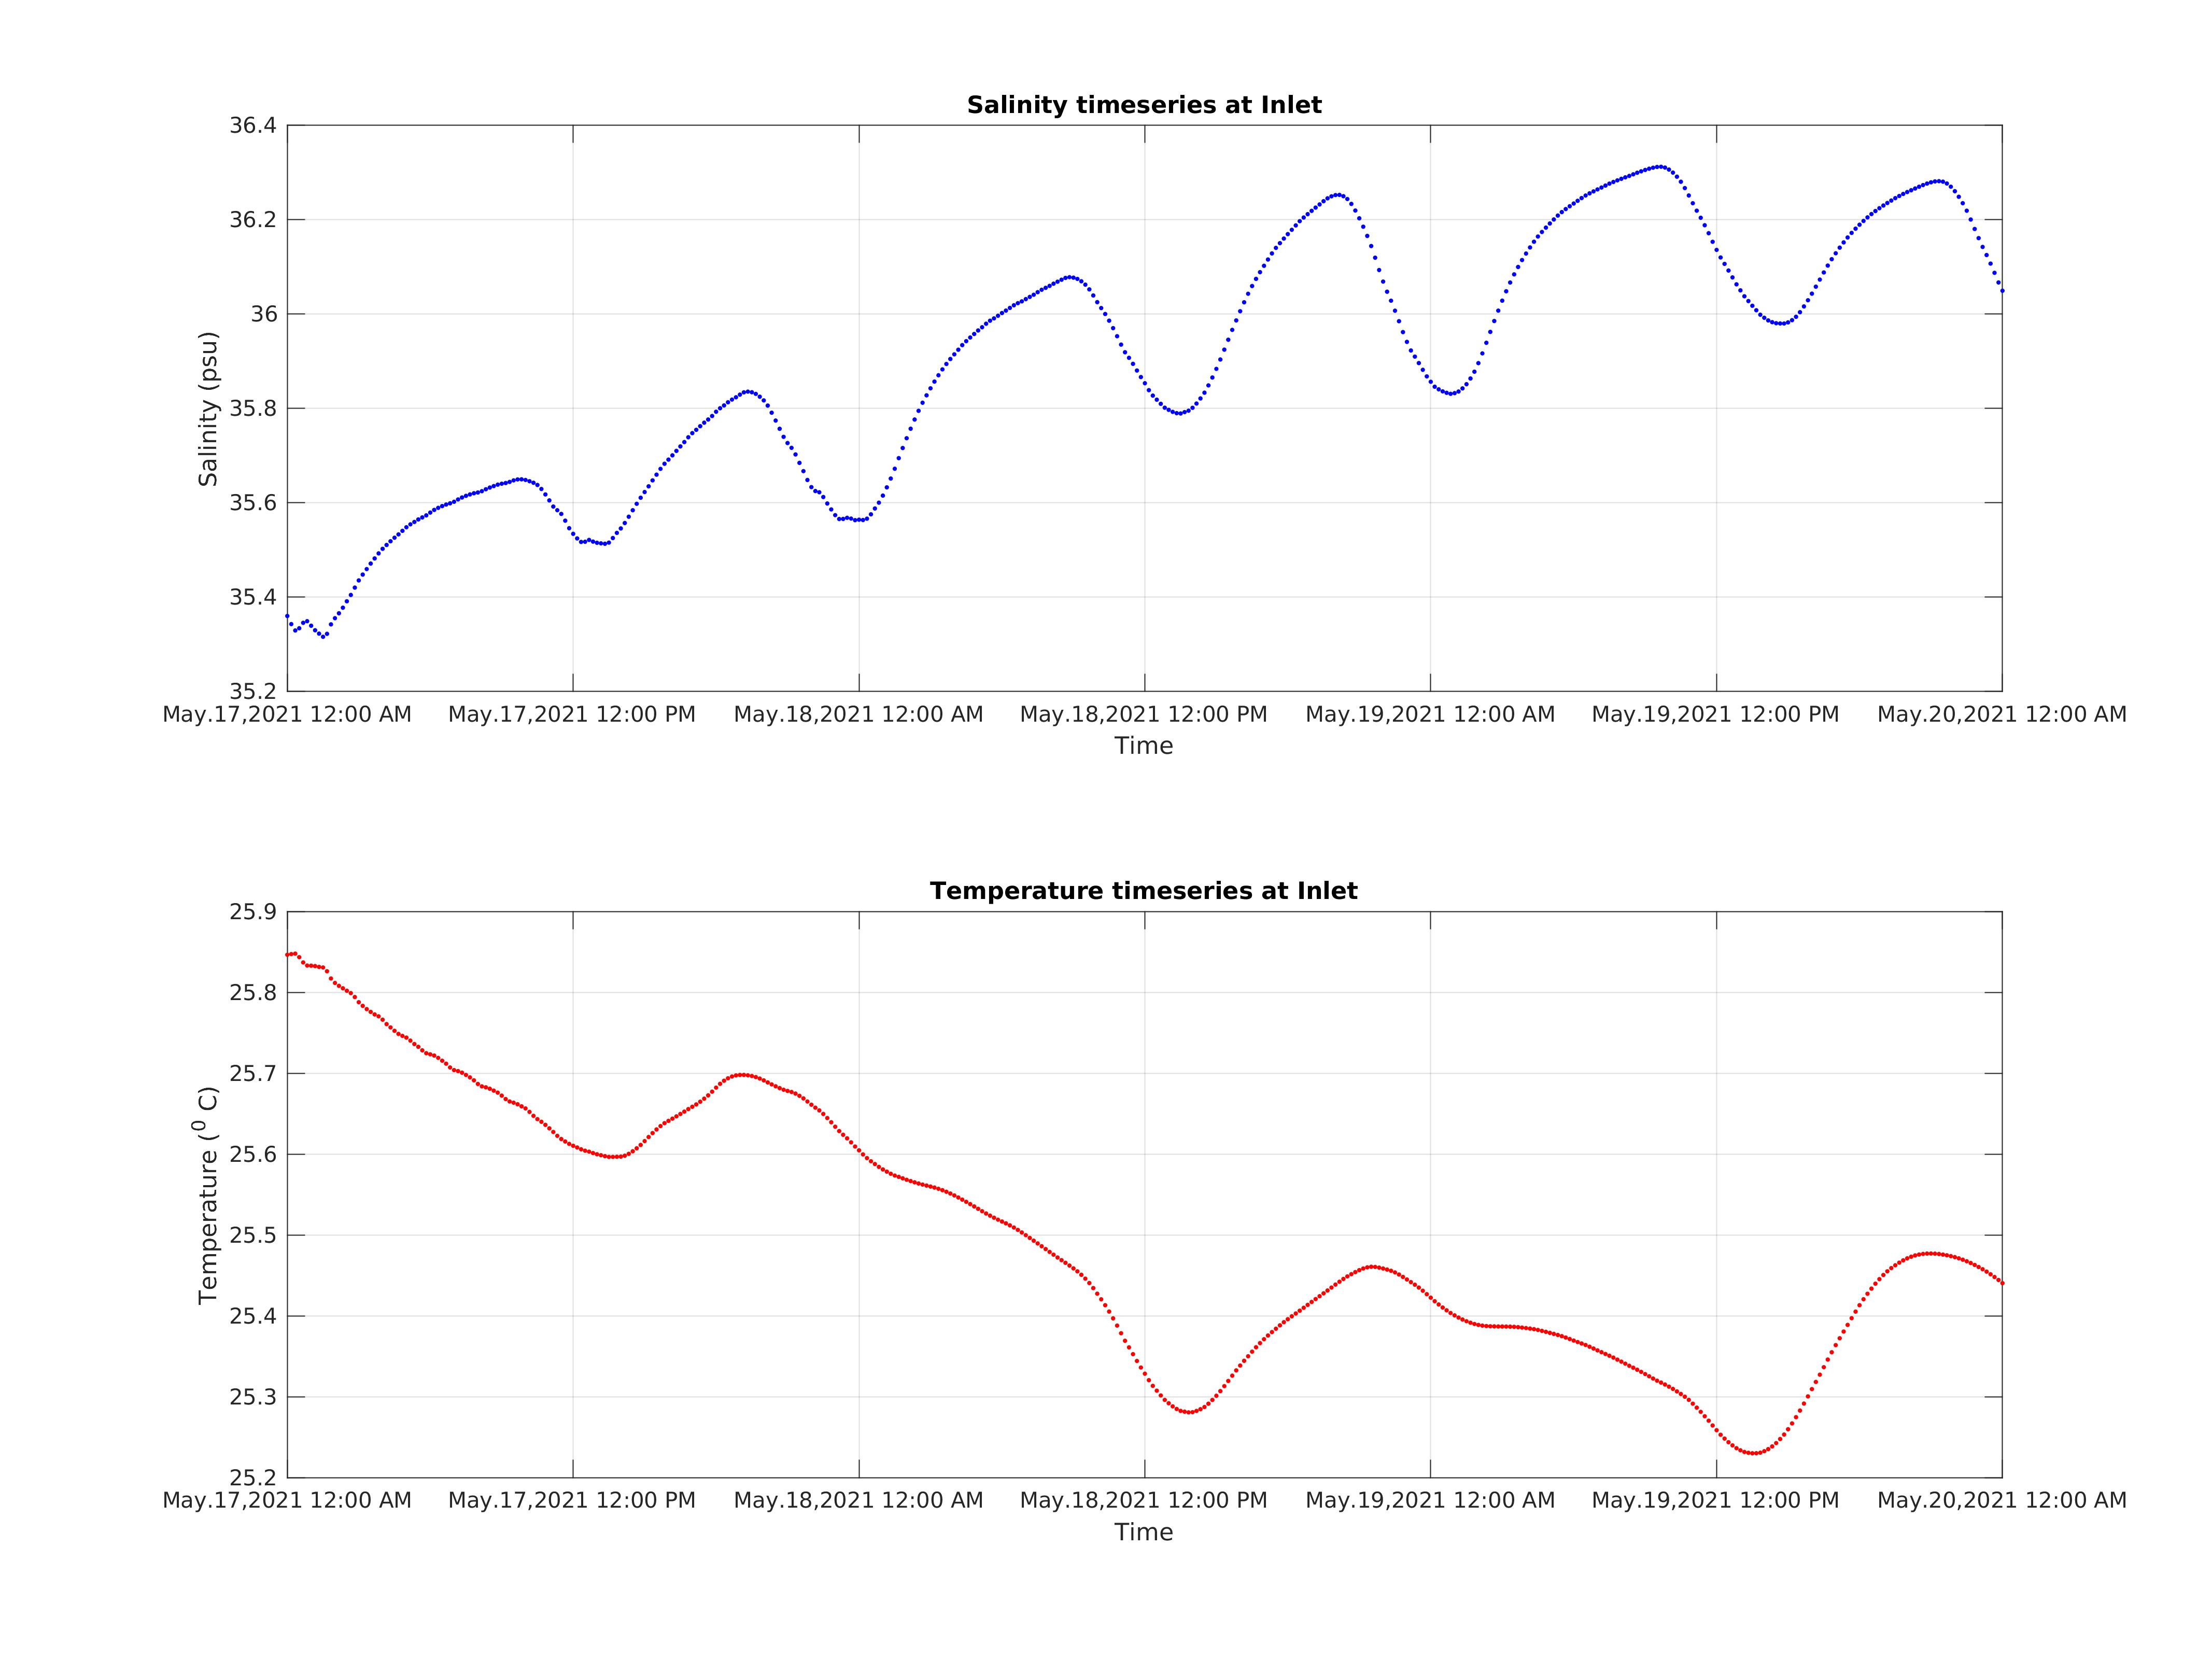 Salinity timeseries at Inlet
36.4
36.2
36
35.8
35.6
35.4
35.2
Salinity (psu)
May.17,2021 12:00 AM May.17,2021 12:00 PM May.18,2021 12:00 AM May.18,2021 12:00 PM May.19,2021 12:00 AM May.19,2021 12:00 PM May.20,2021 12:00 AM
Time
Temperature timeseries at Inlet
25.9
25.8
25.7
25.6
25.5
25.4
25.3
25.2
Temperature (⁰ C)
May.17,2021 12:00 AM May.17,2021 12:00 PM May.18,2021 12:00 AM May.18,2021 12:00 PM May.19,2021 12:00 AM May.19,2021 12:00 PM May.20,2021 12:00 AM
Time